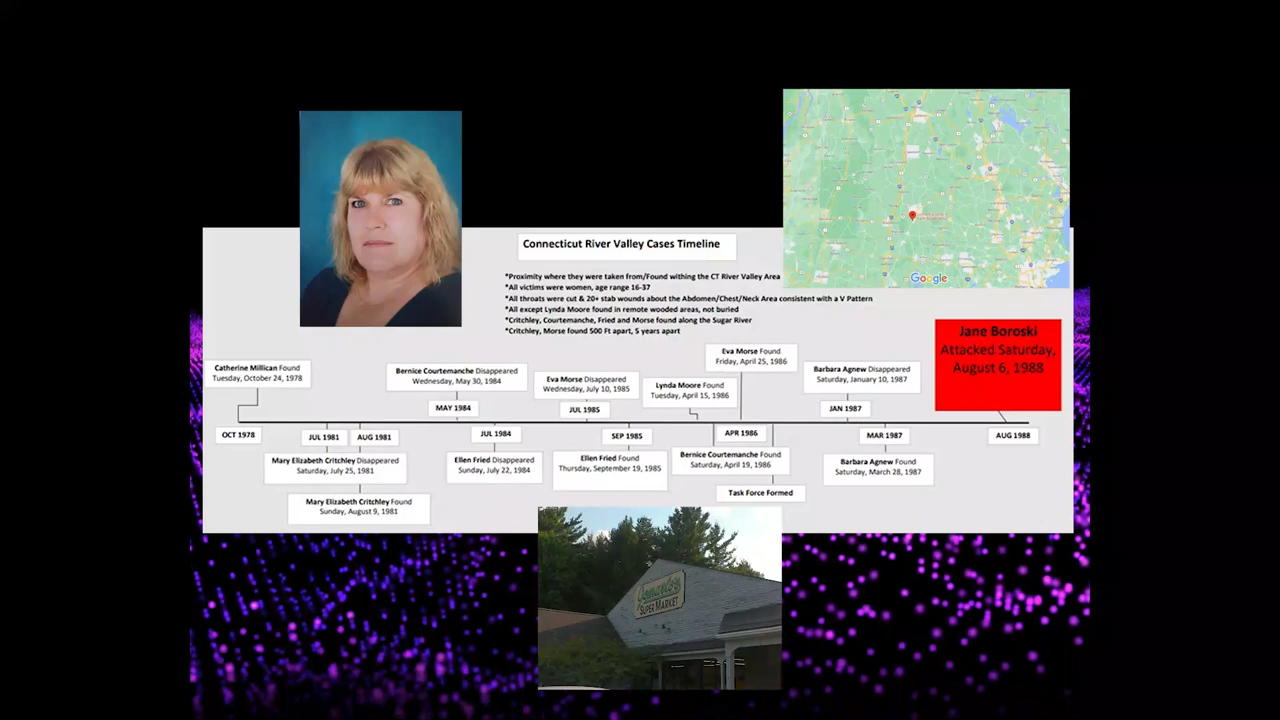 Connecticut River Valley Cases Timeline
*Proximity where they were taken from/Found withing the CT River Valley Area
*All victims were women, age range 16-37
*All throats were cut & 20+ stab wounds about the Abdomen/Chest/Neck Area consistent with a V Pattern
*All except Lynda Moore found in remote wooded areas, not buried
*Critchley, Courtemanche, Fried and Morse found along the Sugar River
*Critchley, Morse found 500 Ft apart, 5 years apart
Google
Jane Boroski
Attacked Saturday,
August 6, 1988
Catherine Millican Found
Tuesday, October 24, 1978
Bernice Courtemanche Disappeared
Wednesday, May 30, 1984
Eva Morse Disappeared
Wednesday, July 10, 1985
Lynda Moore Found
Tuesday, April 15, 1986
Eva Morse Found
Friday, April 25, 1986
Barbara Agnew Disappeared
Saturday, January 10, 1987
MAY 1984
JUL 1985
JAN 1987
OCT 1978
JUL 1981
AUG 1981
JUL 1984
SEP 1985
APR 1986
MAR 1987
AUG 1988
Mary Elizabeth Critchley Disappeared
Saturday, July 25, 1981
Ellen Fried Disappeared
Sunday, July 22, 1984
Ellen Fried Found
Thursday, September 19, 1985
Bernice Courtemanche Found
Saturday, April 19, 1986
Barbara Agnew Found
Saturday, March 28, 1987
Mary Elizabeth Critchley Found
Sunday, August 9, 1981
Task Force Formed
SUPER MARKET